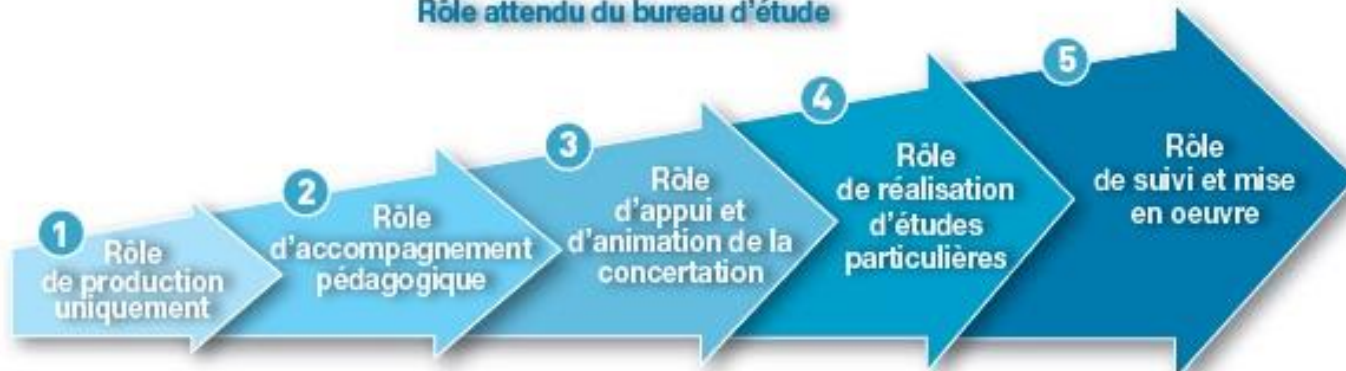 Rôle attendu du bureau d'étude
1
Rôle
de production
uniquement
2
Rôle
d'accompagnement
pédagogique
3
Rôle
d'appui et
d'animation de la
concertation
4
Rôle
de réalisation
d'études
particulières
5
Rôle
de suivi et mise
en oeuvre